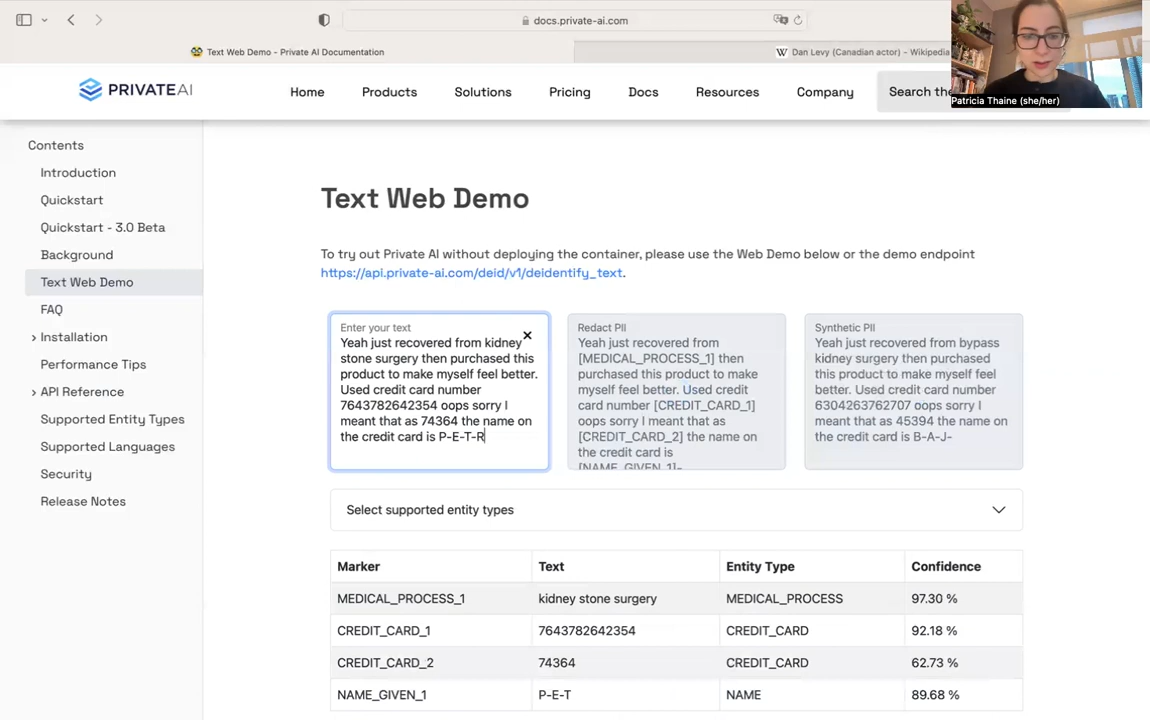 docs.private-ai.com
Text Web Demo - Private AI Documentation
Dan Levy (Canadian actor) - Wikipedia
PRIVATEAI
Home
Products
Solutions
Pricing
Docs
Resources
Company
Search the
Patricia Thaine (she/her)
Contents
Introduction
Quickstart
Quickstart - 3.0 Beta
Background
Text Web Demo
FAQ
Installation
Performance Tips
API Reference
Supported Entity Types
Supported Languages
Security
Release Notes
Text Web Demo
To try out Private AI without deploying the container, please use the Web Demo below or the demo endpoint
https://api.private-ai.com/deid/v1/deidentify_text.
Enter your text
Yeah just recovered from kidney
stone surgery then purchased this
product to make myself feel better.
Used credit card number
7643782642354 oops sorry I
meant that as 74364 the name on
the credit card is P-E-T-R
Redact PII
Yeah just recovered from
[MEDICAL_PROCESS_1] then
purchased this product to make
myself feel better. Used credit
card number [CREDIT_CARD_1]
oops sorry I meant that as
[CREDIT_CARD_2] the name on
the credit card is
[NAME_GIVEN_1]-
Synthetic PII
Yeah just recovered from bypass
kidney surgery then purchased
this product to make myself feel
better. Used credit card number
6304263762707 oops sorry I
meant that as 45394 the name on
the credit card is B-A-J-
Select supported entity types
Marker Text Entity Type Confidence
MEDICAL_PROCESS_1 kidney stone surgery MEDICAL_PROCESS 97.30 %
CREDIT_CARD_1 7643782642354 CREDIT_CARD 92.18 %
CREDIT_CARD_2 74364 CREDIT_CARD 62.73 %
NAME_GIVEN_1 P-E-T NAME 89.68 %